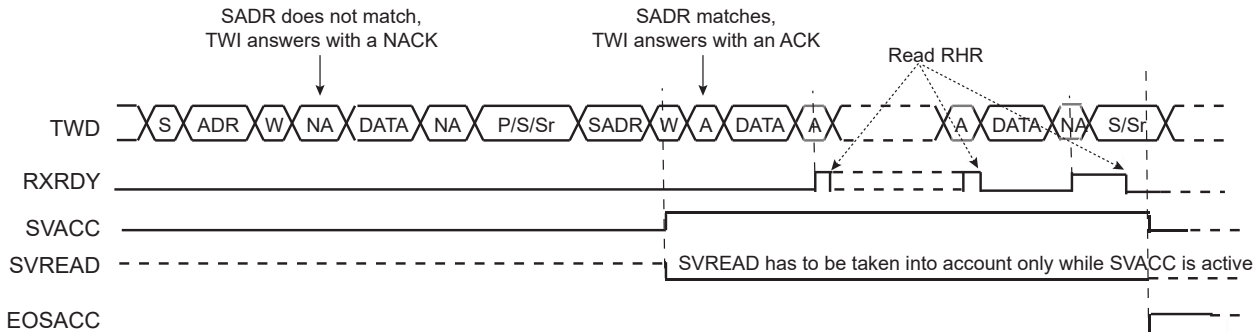 SADR does not match,
TWI answers with a NACK
SADR matches,
TWI answers with an ACK
Read RHR
TWD S ADR W NA DATA NA P/S/Sr SADR W A DATA A A DATA NA S/Sr
RXRDY
SVACC
SVREAD SVREAD has to be taken into account only while SVACC is active
EOSACC